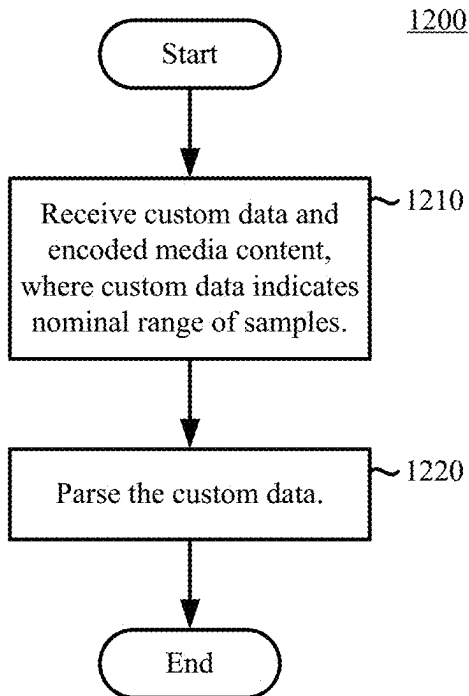 1200
Start
Receive custom data and
encoded media content,
where custom data indicates
nominal range of samples.
1210
Parse the custom data.
1220
End